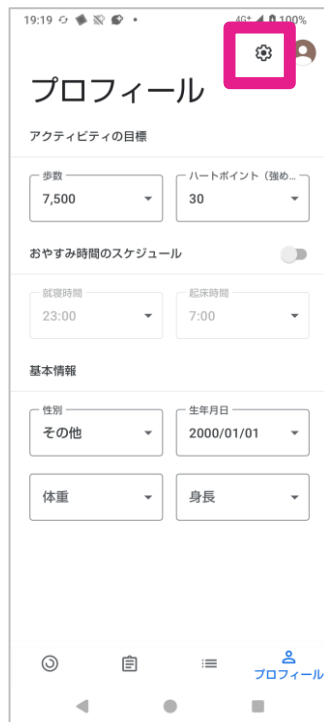 19:19
4G+ 100%
プロフィール
アクティビティの目標
歩数
ハートポイント（強め...
7,500
30
おやすみ時間のスケジュール
就寝時間
起床時間
23:00
7:00
基本情報
性別
生年月日
その他
2000/01/01
体重
身長
プロフィール